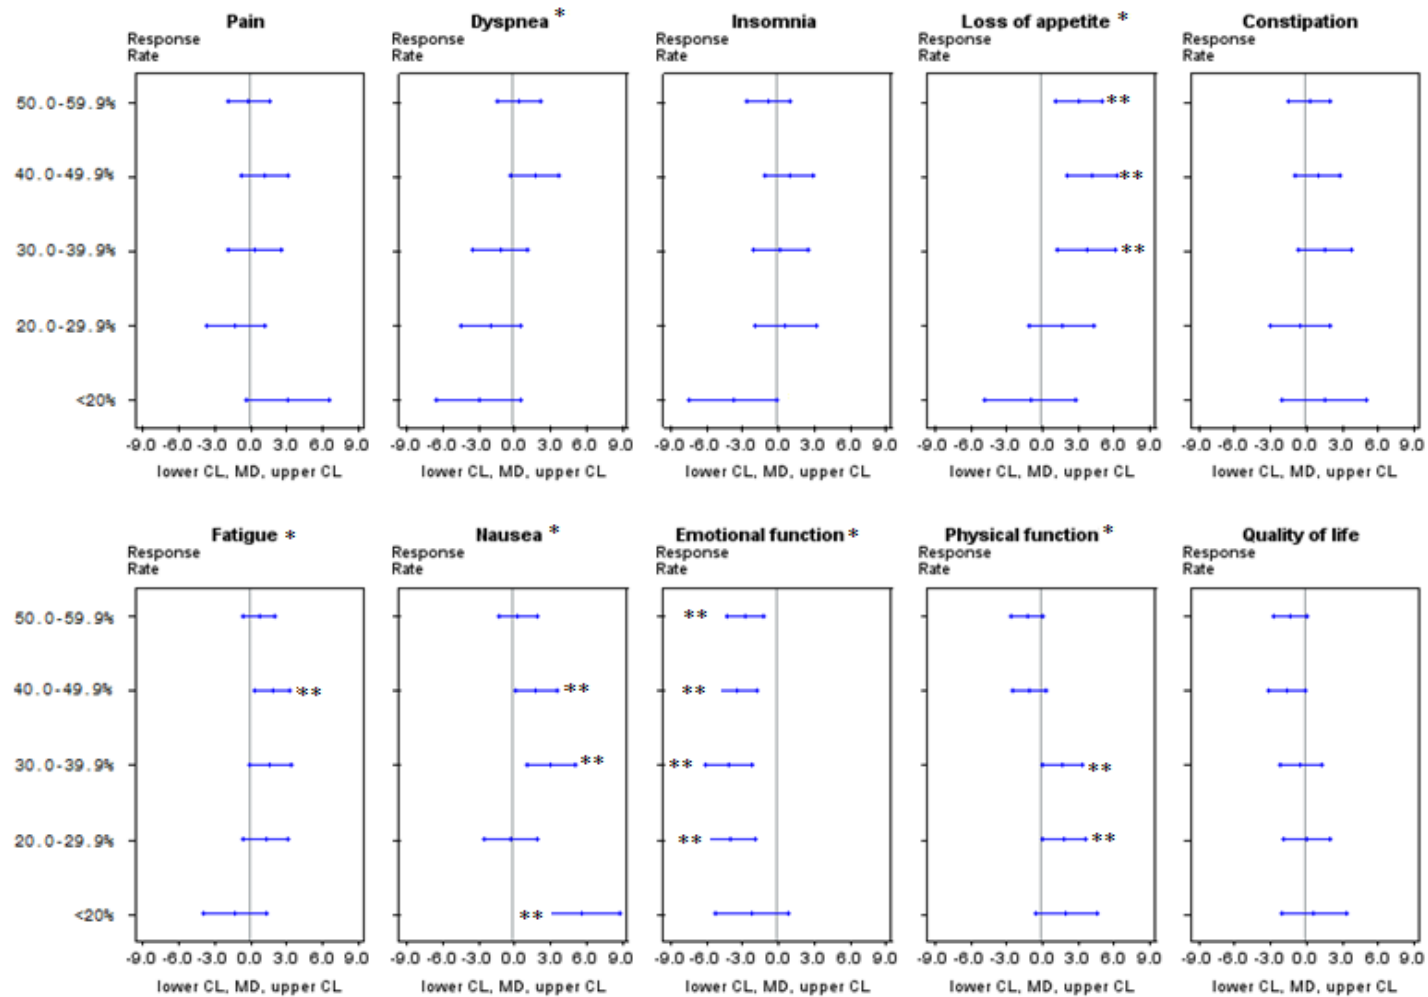 Pain Dyspnea * Insomnia Loss of appetite * Constipation
Response Response Response Response Response
Rate Rate Rate Rate Rate
50.0-59.9% **
40.0-49.9% **
30.0-39.9% **
20.0-29.9%
<20%
-9.0 -6.0 -3.0 0.0 3.0 6.0 9.0 -9.0 -6.0 -3.0 0.0 3.0 6.0 9.0 -9.0 -6.0 -3.0 0.0 3.0 6.0 9.0 -9.0 -6.0 -3.0 0.0 3.0 6.0 9.0 -9.0 -6.0 -3.0 0.0 3.0 6.0 9.0
lower CL, MD, upper CL lower CL, MD, upper CL lower CL, MD, upper CL lower CL, MD, upper CL lower CL, MD, upper CL
Fatigue * Nausea * Emotional function * Physical function * Quality of life
Response Response Response Response Response
Rate Rate Rate Rate Rate
50.0-59.9% **
40.0-49.9% ** ** **
30.0-39.9% ** ** **
20.0-29.9% ** **
<20% **
-9.0 -6.0 -3.0 0.0 3.0 6.0 9.0 -9.0 -6.0 -3.0 0.0 3.0 6.0 9.0 -9.0 -6.0 -3.0 0.0 3.0 6.0 9.0 -9.0 -6.0 -3.0 0.0 3.0 6.0 9.0 -9.0 -6.0 -3.0 0.0 3.0 6.0 9.0
lower CL, MD, upper CL lower CL, MD, upper CL lower CL, MD, upper CL lower CL, MD, upper CL lower CL, MD, upper CL